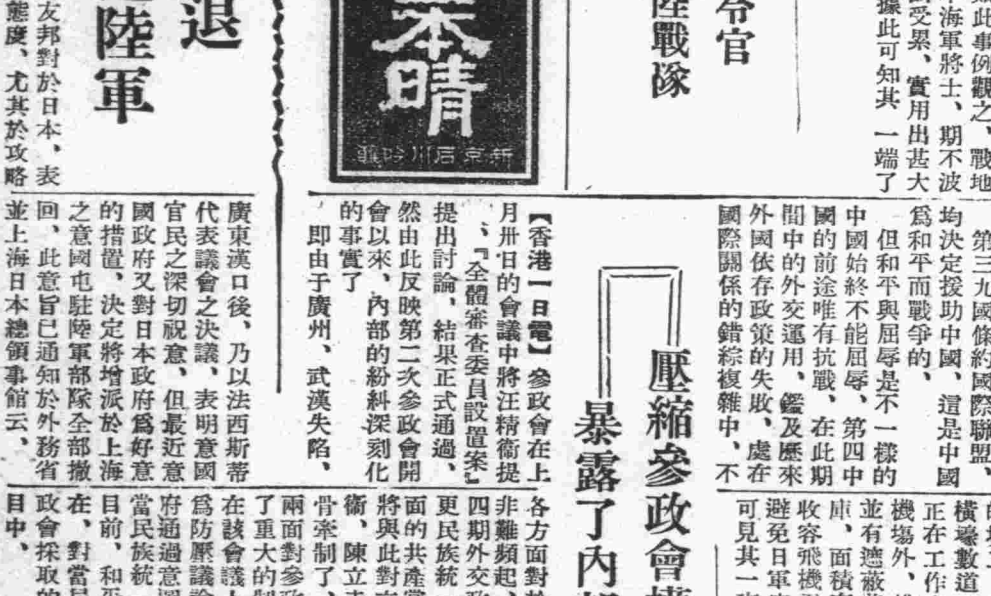 如此事例觀之、戰地
海軍將士、期不波
受累、實用出甚大
據此可知其一端了
令官
陸戰隊
本晴
新京石川
退
陸軍
友邦對於日本、表
態度、尤其於攻略
第三九國條約國際聯盟、
均決定援助中國、這是中國
爲和平而戰爭的、
但和平與屈辱是不一樣的
中國始終不能屈辱、第四中
國的前途唯有抗戰、在此期
間中的外交運用、鑑及歷來
外國依存政策的失敗、處在
國際關係的錯綜複雜中、不
壓縮參政會
暴露了內
【香港一日電】參政會在上
月卅日的會議中將汪精衛提
、『全體審查委員設置案』
提出討論、結果正式通過、
然由此反映第二次參政會開
會以來、內部的紛糾深刻化
的事實了
即由于廣州、武漢失陷、
廣東漢口後、乃以法西斯蒂
代表議會之決議、表明意國
官民之深切祝意、但最近意
國政府又對日本政府爲好意
的措置、決定將增派於上海
之意國屯駐陸軍部隊全部撤
回、此意旨已通知於外務省
並上海日本總領事館云、
橫壕數道
正在工作
機塲外、
並有遮蔽
庫、面積
收容飛機
避免日軍
可見其一
各方面對
非難頻起、
四期外交
更民族統
面的共產黨
將與此對
衛、陳立夫
骨牽制了
兩面對參政
了重大的
在該會議
爲防壓議論
府通過意
當民族統
目前、和平
在、對當局
政會採取的
目中、